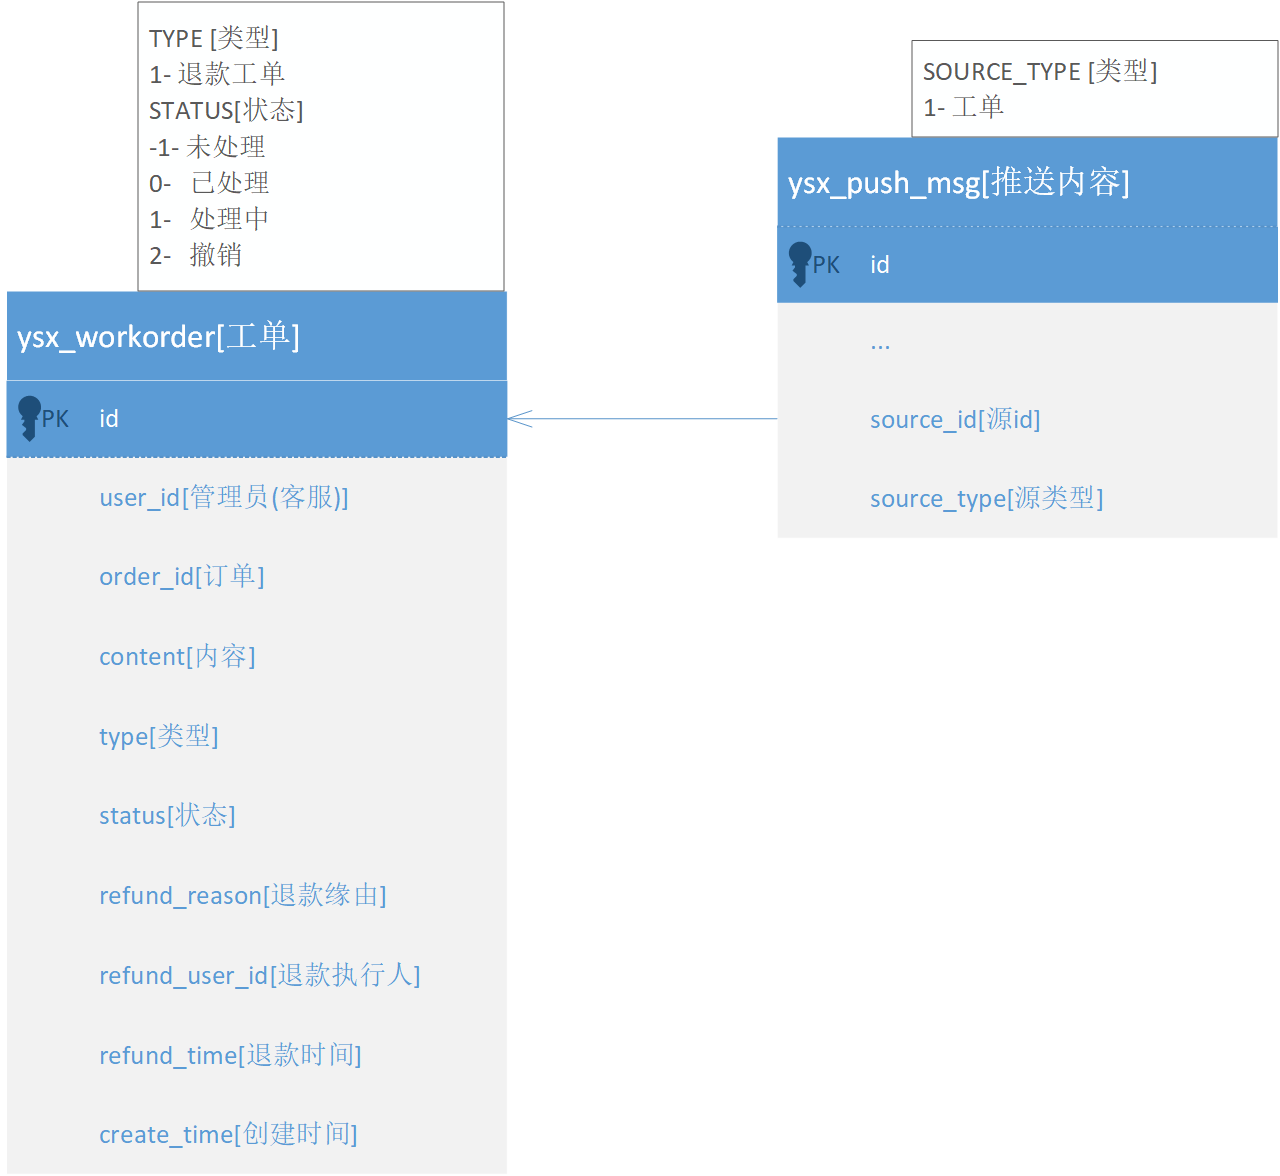 TYPE [类型]
1- 退款工单
STATUS[状态]
-1- 未处理
0- 已处理
1- 处理中
2- 撤销
ysx_workorder[工单]
PK id
user_id[管理员(客服)]
order_id[订单]
content[内容]
type[类型]
status[状态]
refund_reason[退款缘由]
refund_user_id[退款执行人]
refund_time[退款时间]
create_time[创建时间]
SOURCE_TYPE [类型]
1- 工单
ysx_push_msg[推送内容]
PK id
...
source_id[源id]
source_type[源类型]